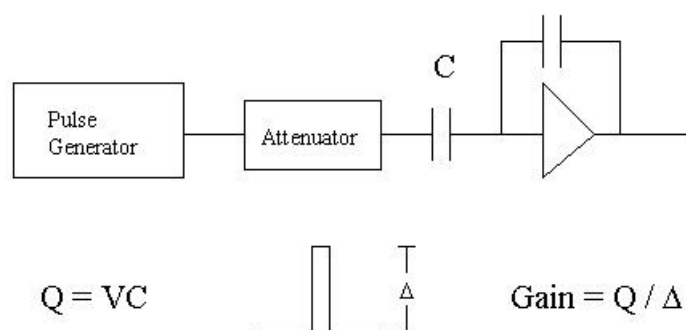 C
Pulse
Generator
Attenuator
Q = VC
Δ
Gain = Q / Δ